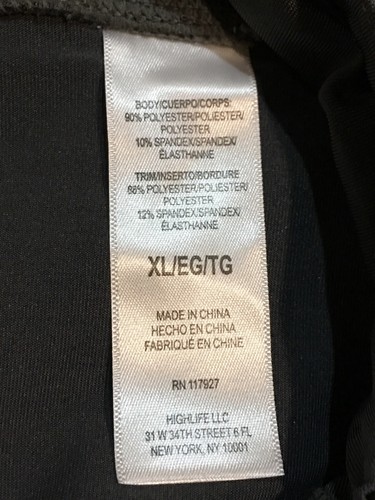 BODY/CUERPO/CORPS:
90% POLYESTER/POLIESTER/
POLYESTER
10% SPANDEX/SPANDEX/
ÉLASTHANNE
TRIM/INSERTO/BORDURE
88% POLYESTER/POLIESTER/
POLYESTER
12% SPANDEX/SPANDEX/
ÉLASTHANNE
XL/EG/TG
MADE IN CHINA
HECHO EN CHINA
FABRIQUÉ EN CHINE
RN 117927
HIGHLIFE LLC
31 W 34TH STREET 6 FL
NEW YORK, NY 10001